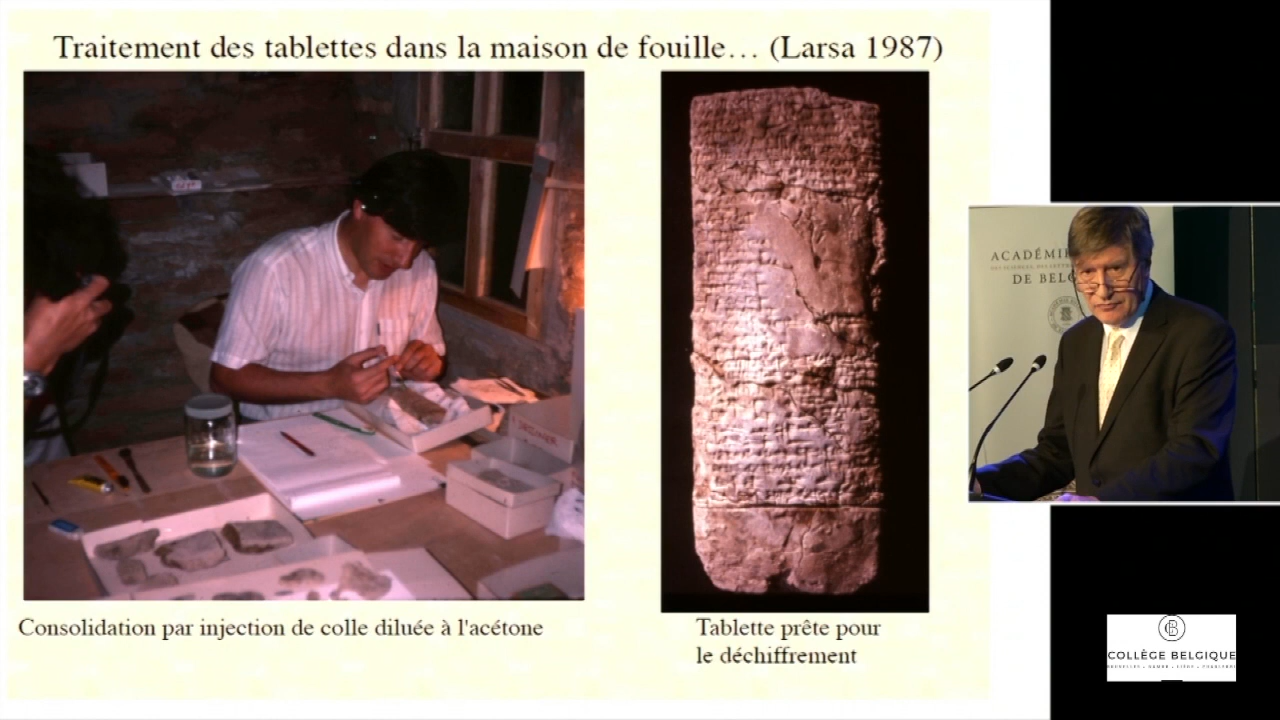 Traitement des tablettes dans la maison de fouille… (Larsa 1987)
Consolidation par injection de colle diluée à l'acétone
Tablette prête pour
le déchiffrement
ACADÉMIE
DE BELG
CB
COLLÈGE BELGIQUE